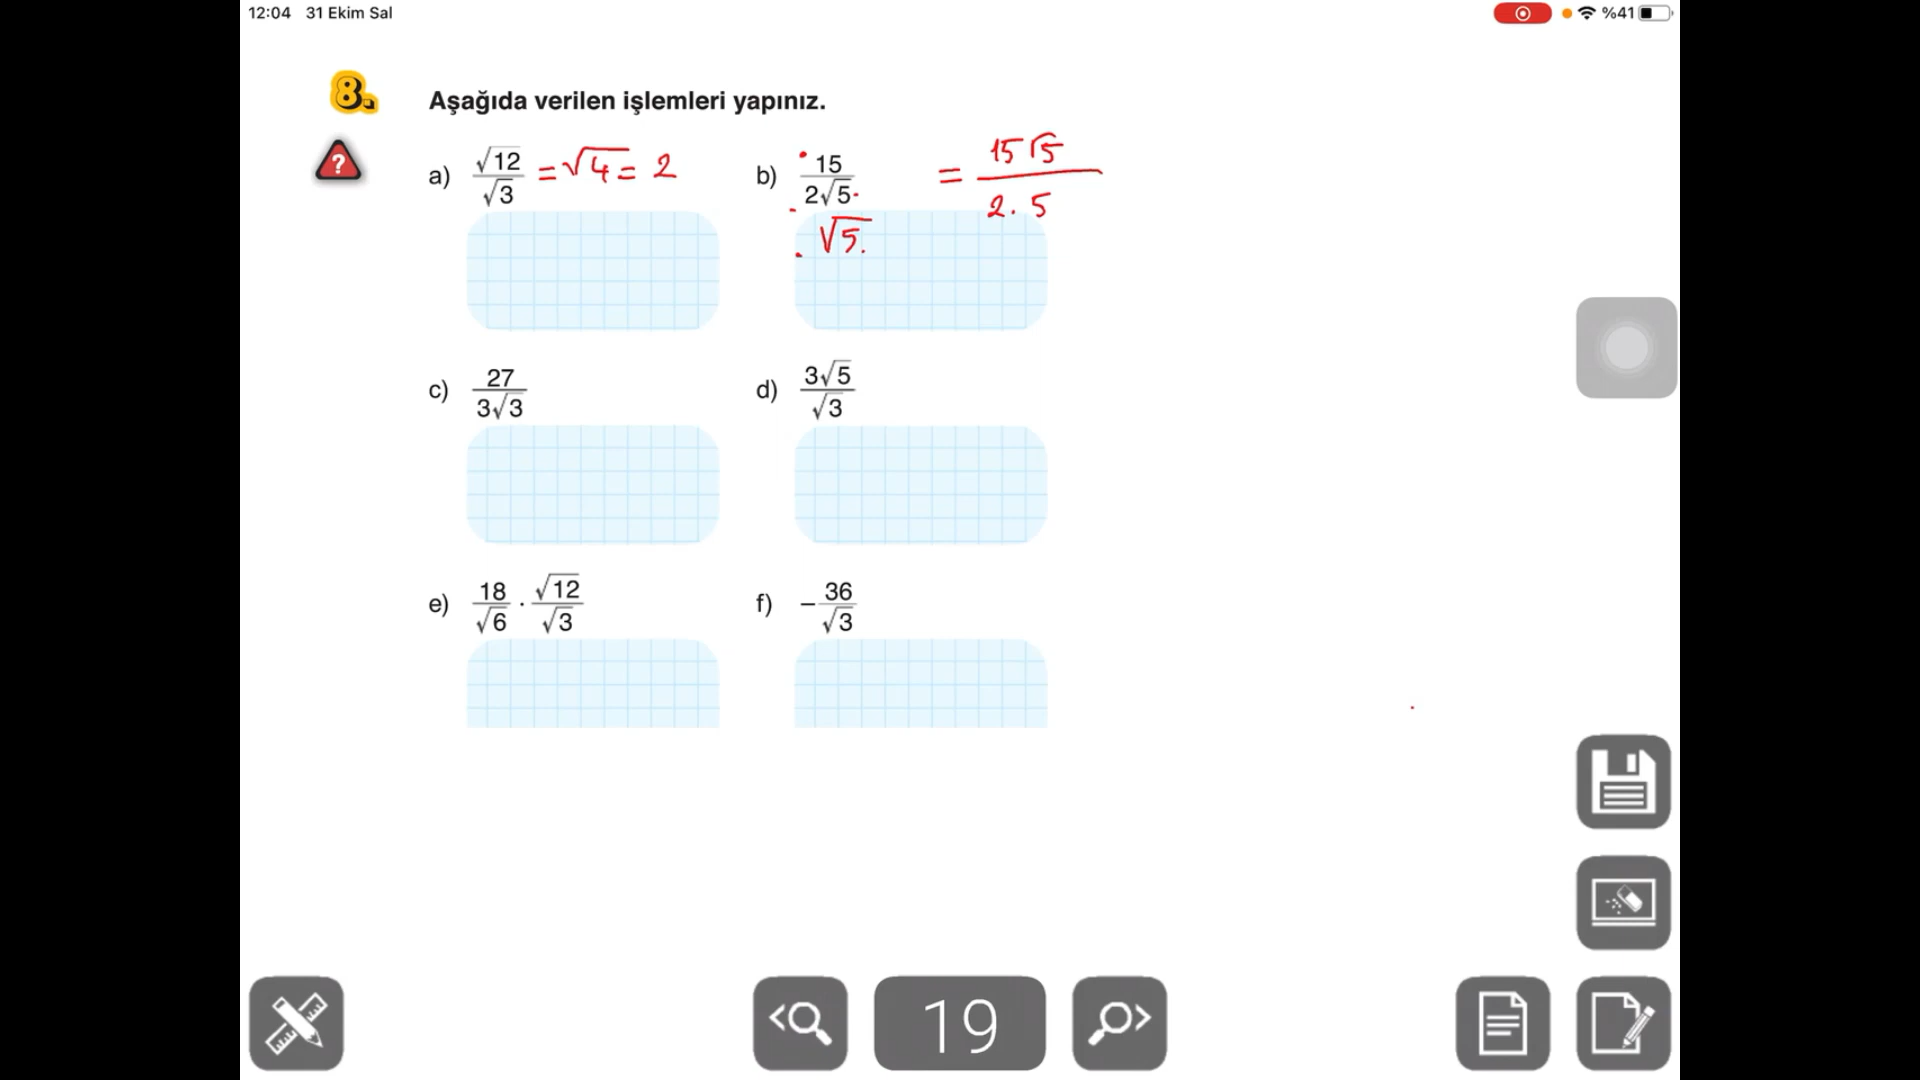 12:04 31 Ekim Sal
%41
8.
Aşağıda verilen işlemleri yapınız.
?
a) √12/√3 = √4 = 2
b) 15/2√5 = 15√5/2.5
√5
c) 27/3√3
d) 3√5/√3
e) 18/√6 · √12/√3
f) −36/√3
19